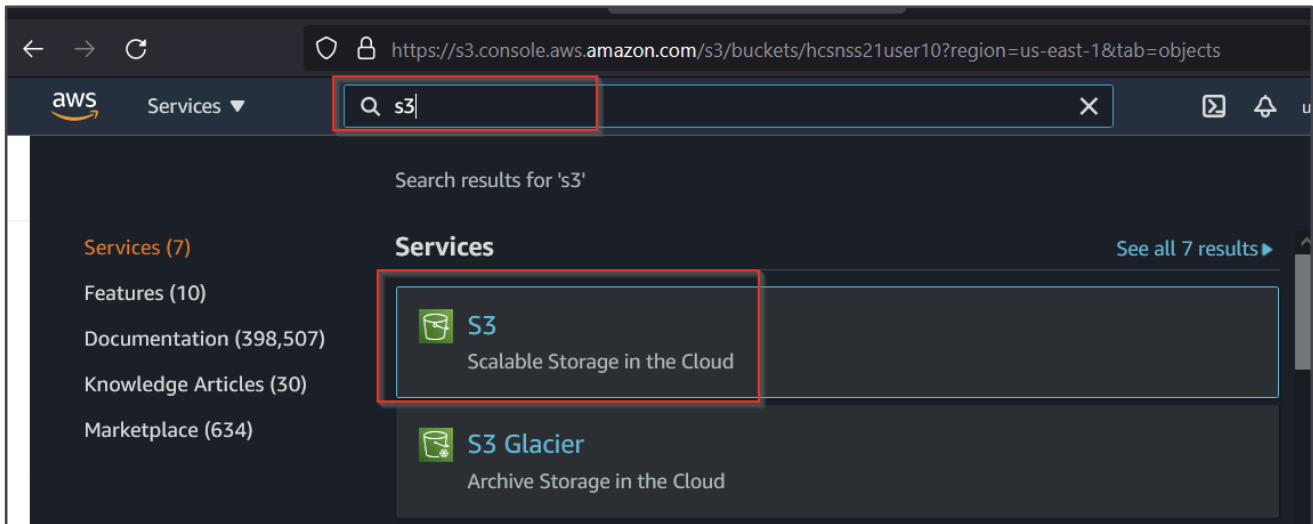 https://s3.console.aws.amazon.com/s3/buckets/hcsnss21user10?region=us-east-1&tab=objects
aws Services ▼ s3
Search results for 's3'
Services (7)
Features (10)
Documentation (398,507)
Knowledge Articles (30)
Marketplace (634)
Services See all 7 results ▶
S3
Scalable Storage in the Cloud
S3 Glacier
Archive Storage in the Cloud